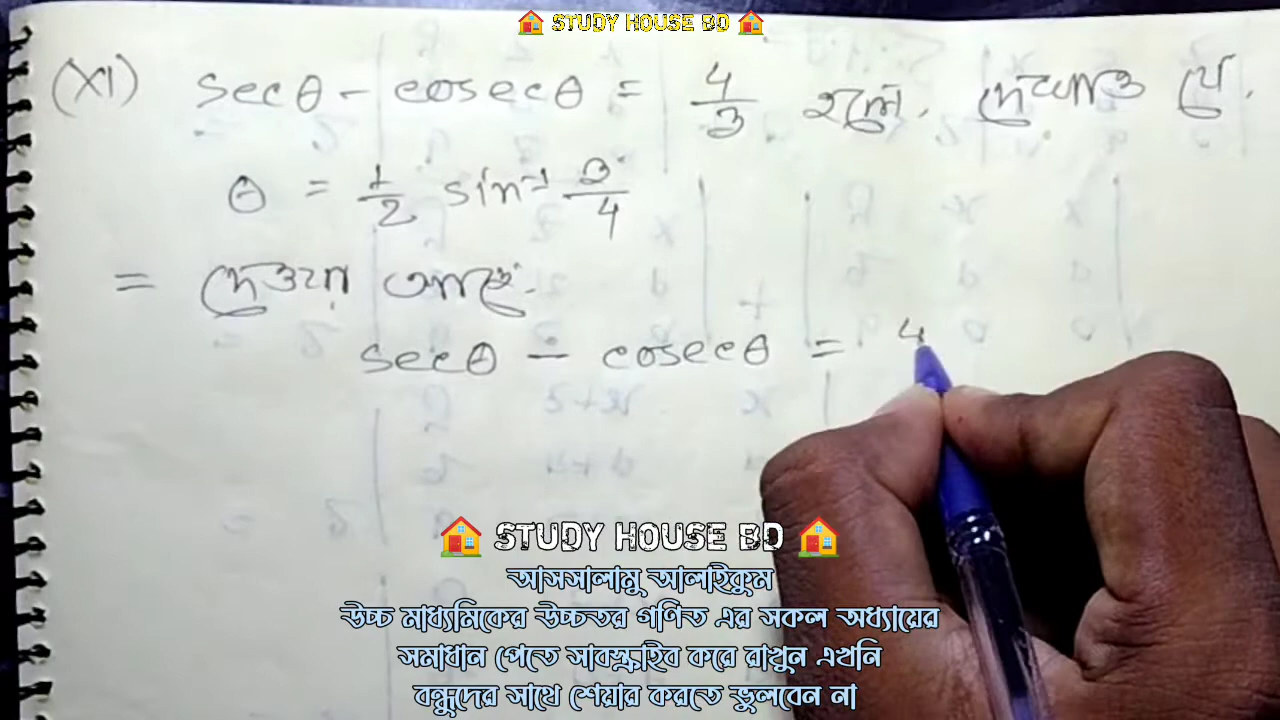 🏠 STUDY HOUSE BD 🏠
(XI) secθ - cosecθ = 4/3 হলে, দেখাও যে,
θ = 1/2 sin⁻¹ 3/4
= দেওয়া আছে,
secθ - cosecθ = 4
🏠 STUDY HOUSE BD 🏠
আসসালামু আলাইকুম
উচ্চ মাধ্যমিকের উচ্চতর গণিত এর সকল অধ্যায়ের
সমাধান পেতে সাবস্ক্রাইব করে রাখুন এখনি
বন্ধুদের সাথে শেয়ার করতে ভুলবেন না